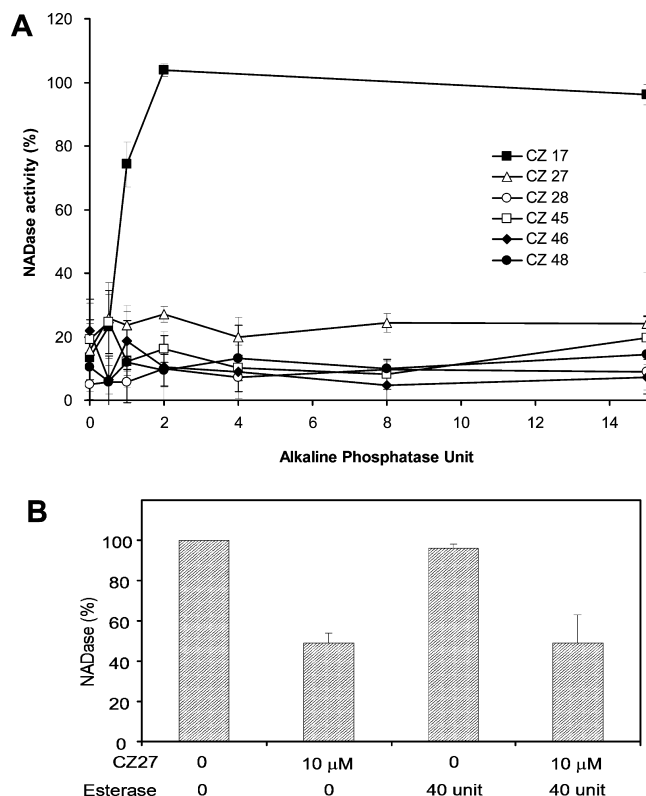 A
120
100
80
60
40
20
0
NADase activity (%)
CZ 17
CZ 27
CZ 28
CZ 45
CZ 46
CZ 48
0 2 4 6 8 10 12 14
Alkaline Phosphatase Unit
B
100
80
60
40
20
0
NADase (%)
CZ27 0 10 μM 0 10 μM
Esterase 0 0 40 unit 40 unit